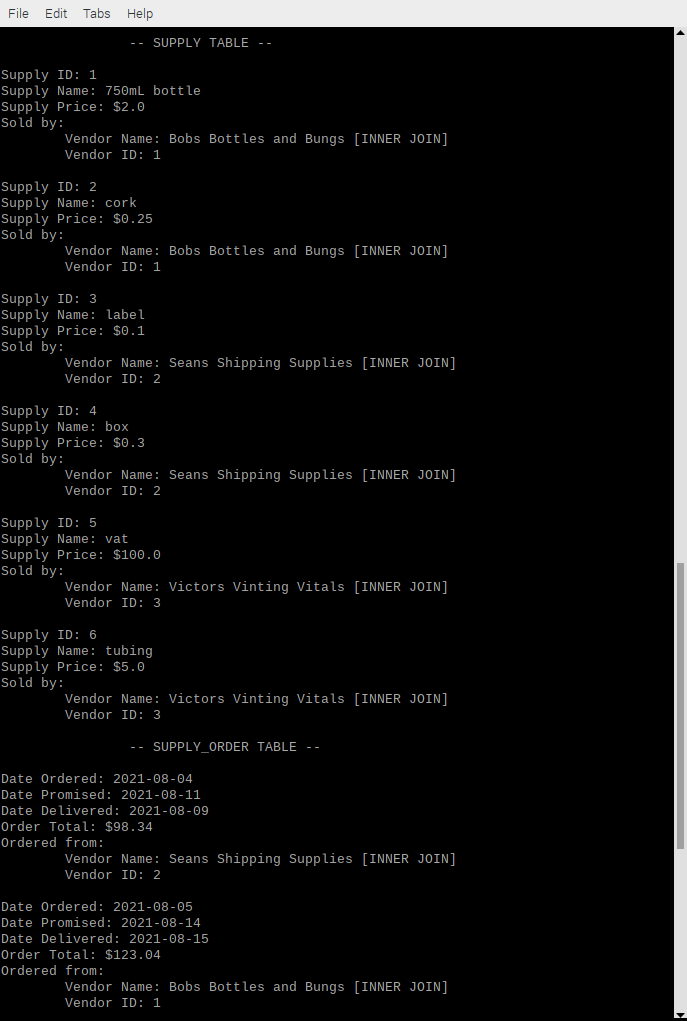 File Edit Tabs Help
-- SUPPLY TABLE --
Supply ID: 1
Supply Name: 750mL bottle
Supply Price: $2.0
Sold by:
Vendor Name: Bobs Bottles and Bungs [INNER JOIN]
Vendor ID: 1
Supply ID: 2
Supply Name: cork
Supply Price: $0.25
Sold by:
Vendor Name: Bobs Bottles and Bungs [INNER JOIN]
Vendor ID: 1
Supply ID: 3
Supply Name: label
Supply Price: $0.1
Sold by:
Vendor Name: Seans Shipping Supplies [INNER JOIN]
Vendor ID: 2
Supply ID: 4
Supply Name: box
Supply Price: $0.3
Sold by:
Vendor Name: Seans Shipping Supplies [INNER JOIN]
Vendor ID: 2
Supply ID: 5
Supply Name: vat
Supply Price: $100.0
Sold by:
Vendor Name: Victors Vinting Vitals [INNER JOIN]
Vendor ID: 3
Supply ID: 6
Supply Name: tubing
Supply Price: $5.0
Sold by:
Vendor Name: Victors Vinting Vitals [INNER JOIN]
Vendor ID: 3
-- SUPPLY_ORDER TABLE --
Date Ordered: 2021-08-04
Date Promised: 2021-08-11
Date Delivered: 2021-08-09
Order Total: $98.34
Ordered from:
Vendor Name: Seans Shipping Supplies [INNER JOIN]
Vendor ID: 2
Date Ordered: 2021-08-05
Date Promised: 2021-08-14
Date Delivered: 2021-08-15
Order Total: $123.04
Ordered from:
Vendor Name: Bobs Bottles and Bungs [INNER JOIN]
Vendor ID: 1